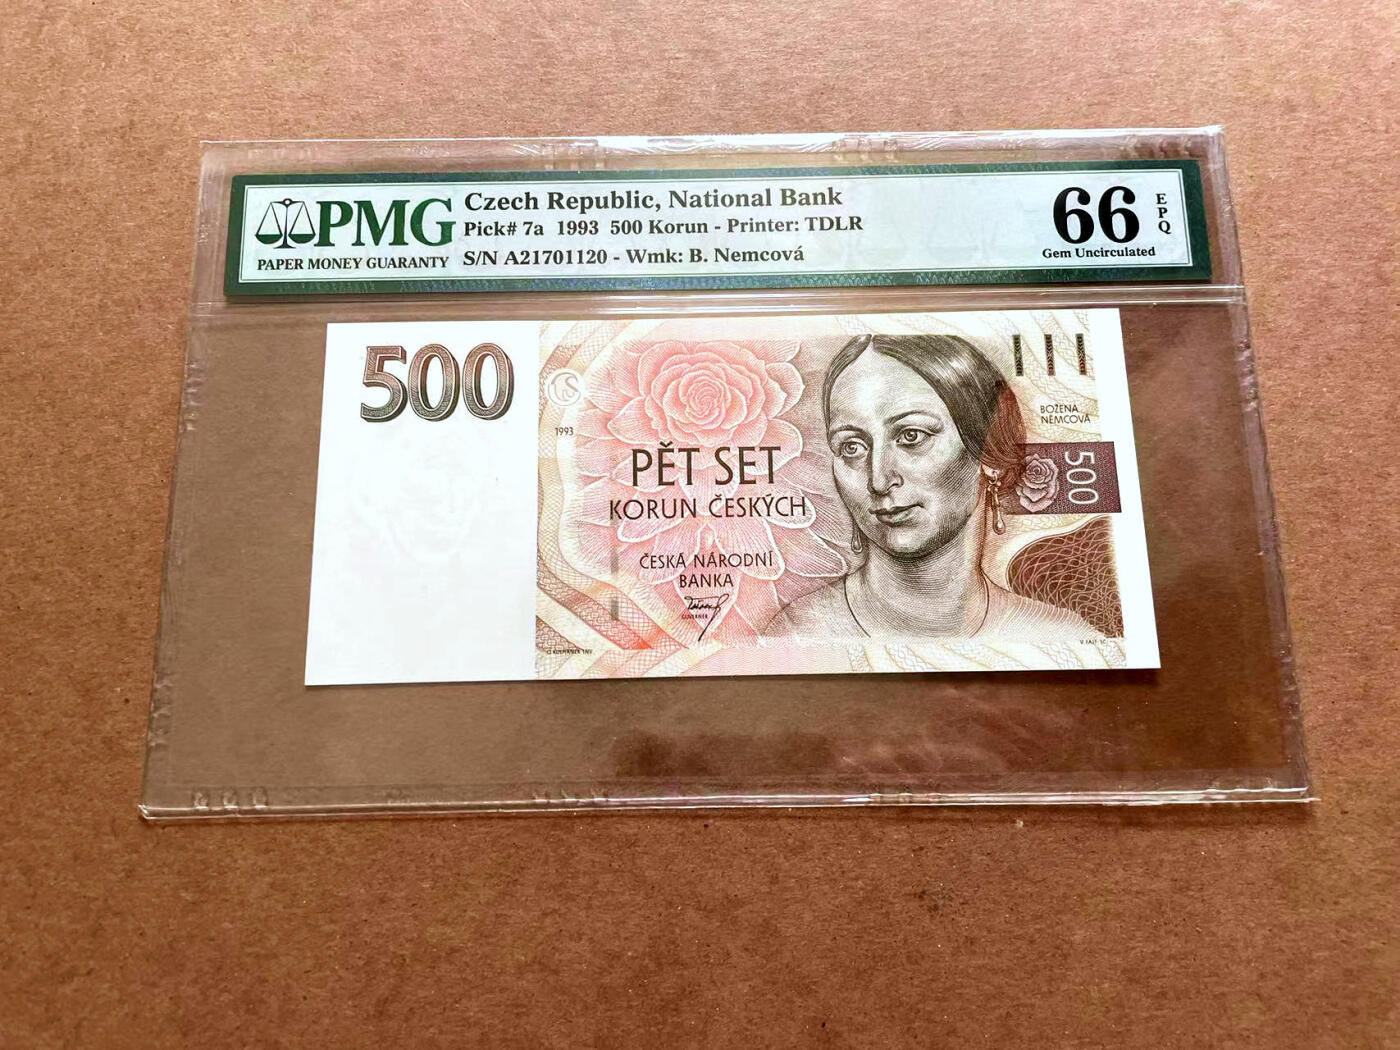 PMG
PAPER MONEY GUARANTY
Czech Republic, National Bank
Pick# 7a 1993 500 Korun - Printer: TDLR
S/N A21701120 - Wmk: B. Nemcová
66
EPQ
Gem Uncirculated
500
1993
PĚT SET
KORUN ČESKÝCH
ČESKÁ NÁRODNÍ
BANKA
GUVERNÉR
BOŽENA
NĚMCOVÁ
500